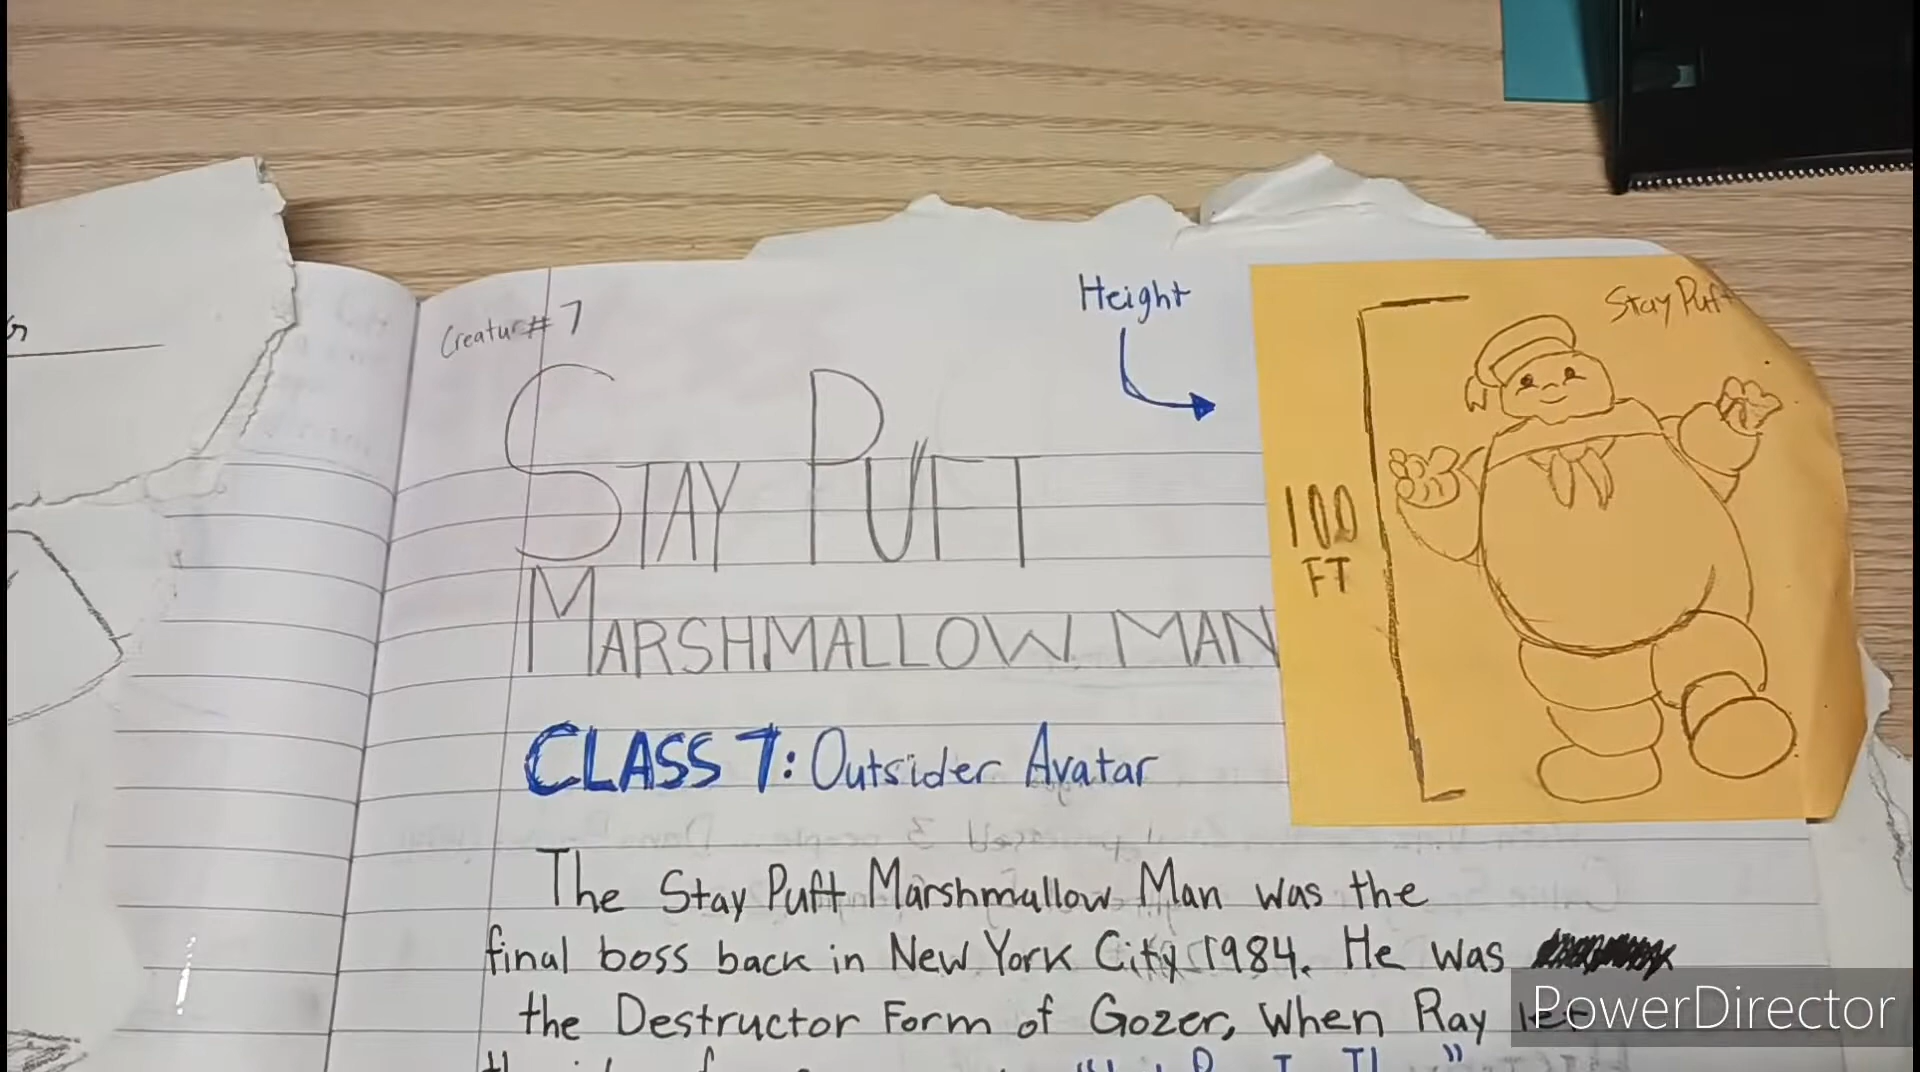 Creatur# 7
Height
Stay Puft
100
FT
STAY PUFT
MARSHMALLOW MAN
CLASS 7: Outsider Avatar
The Stay Puft Marshmallow Man was the
final boss back in New York City 1984. He was
the Destructor Form of Gozer, when Ray let
PowerDirector